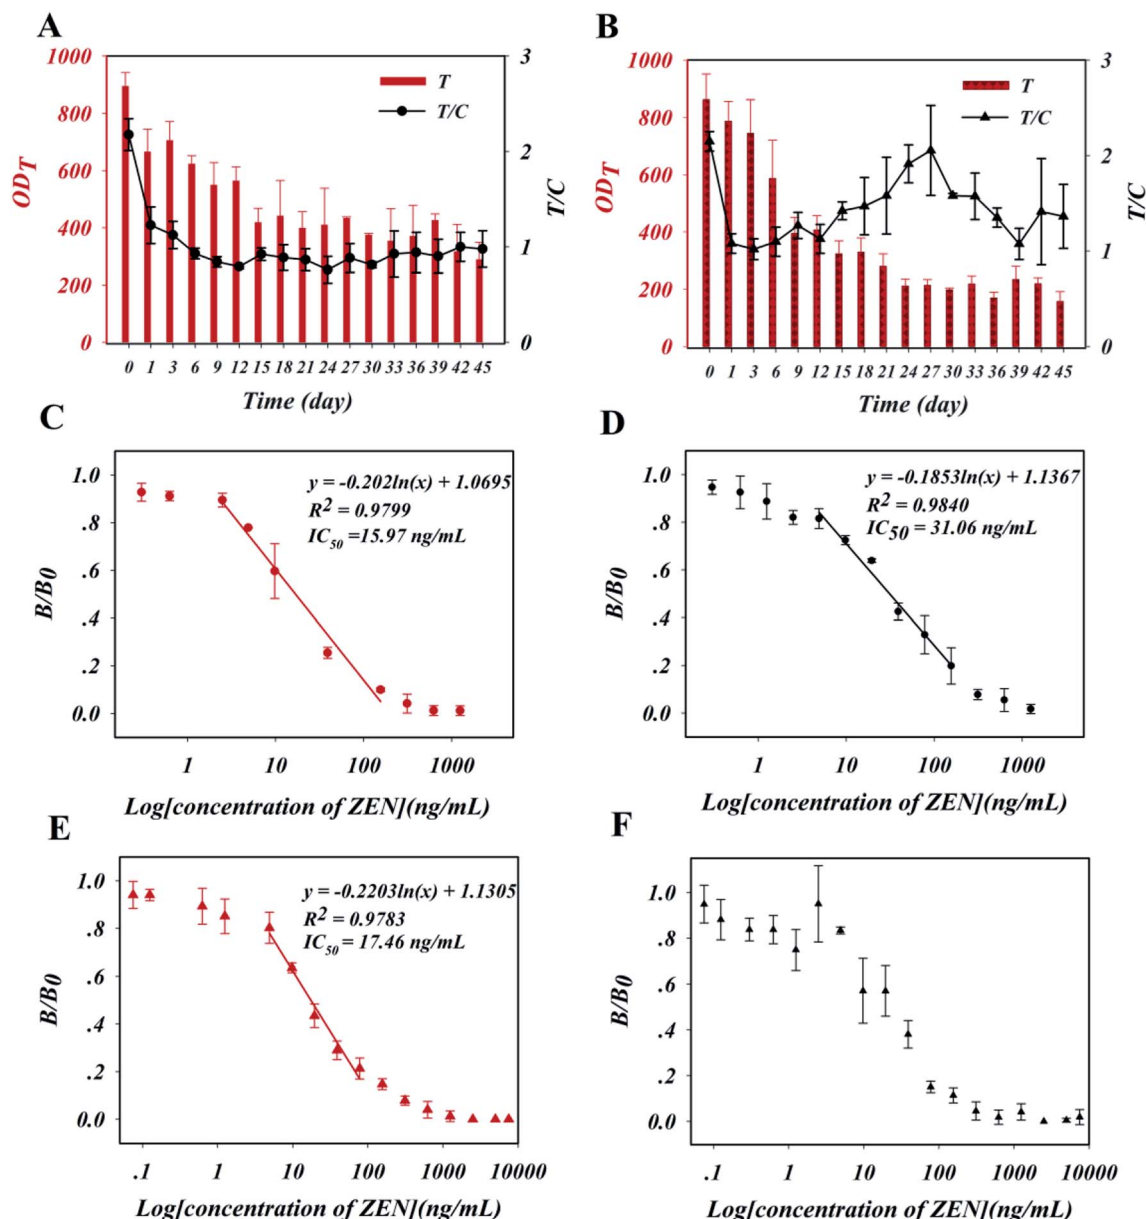 A
1000
800
600
400
200
0
OD_T
3
2
1
0
T/C
T
T/C
0 1 3 6 9 12 15 18 21 24 27 30 33 36 39 42 45
Time (day)
B
1000
800
600
400
200
0
OD_T
3
2
1
0
T/C
T
T/C
0 1 3 6 9 12 15 18 21 24 27 30 33 36 39 42 45
Time (day)
C
1.0
.8
.6
.4
.2
0.0
B/B0
y = -0.202ln(x) + 1.0695
R² = 0.9799
IC₅₀ =15.97 ng/mL
1 10 100 1000
Log[concentration of ZEN](ng/mL)
D
1.0
.8
.6
.4
.2
0.0
B/B0
y = -0.1853ln(x) + 1.1367
R² = 0.9840
IC₅₀ = 31.06 ng/mL
1 10 100 1000
Log[concentration of ZEN](ng/mL)
E
1.0
.8
.6
.4
.2
0.0
B/B0
y = -0.2203ln(x) + 1.1305
R² = 0.9783
IC₅₀ = 17.46 ng/mL
.1 1 10 100 1000 10000
Log[concentration of ZEN](ng/mL)
F
1.0
.8
.6
.4
.2
0.0
B/B0
.1 1 10 100 1000 10000
Log[concentration of ZEN](ng/mL)